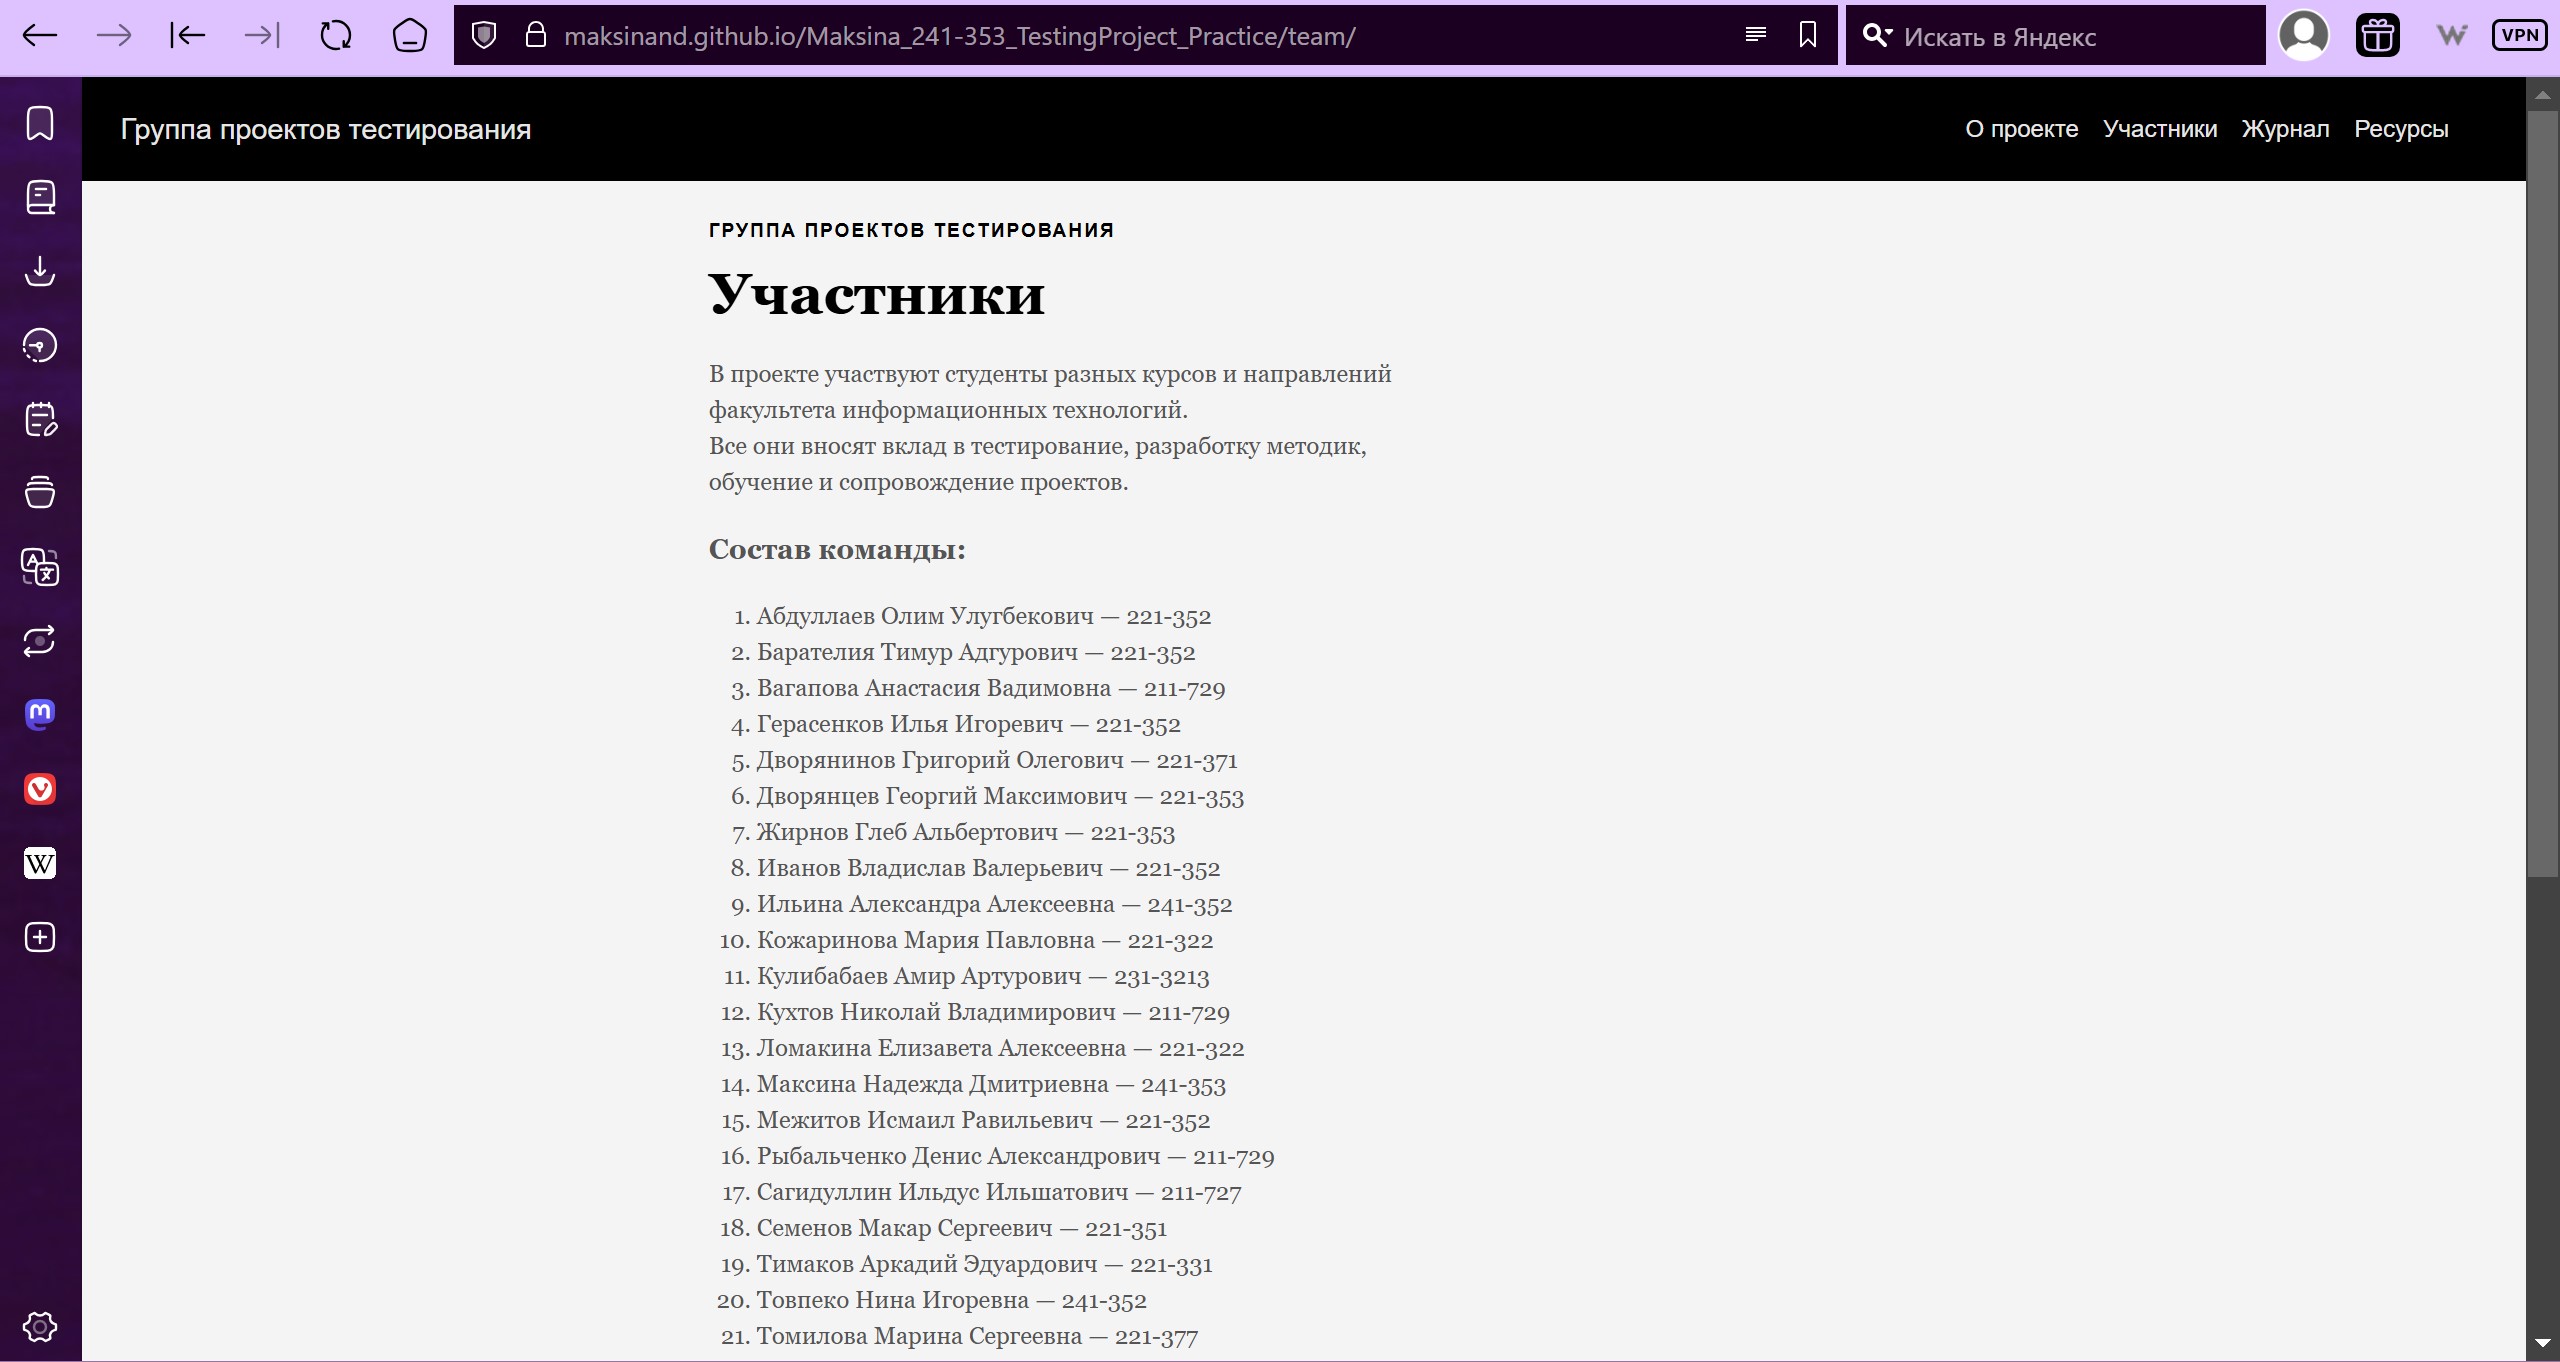 maksinand.github.io/Maksina_241-353_TestingProject_Practice/team/
Искать в Яндекс
VPN
Группа проектов тестирования
О проекте Участники Журнал Ресурсы
ГРУППА ПРОЕКТОВ ТЕСТИРОВАНИЯ
Участники
В проекте участвуют студенты разных курсов и направлений
факультета информационных технологий.
Все они вносят вклад в тестирование, разработку методик,
обучение и сопровождение проектов.
Состав команды:
1. Абдуллаев Олим Улугбекович — 221-352
2. Барателия Тимур Адгурович — 221-352
3. Вагапова Анастасия Вадимовна — 211-729
4. Герасенков Илья Игоревич — 221-352
5. Дворянинов Григорий Олегович — 221-371
6. Дворянцев Георгий Максимович — 221-353
7. Жирнов Глеб Альбертович — 221-353
8. Иванов Владислав Валерьевич — 221-352
9. Ильина Александра Алексеевна — 241-352
10. Кожаринова Мария Павловна — 221-322
11. Кулибабаев Амир Артурович — 231-3213
12. Кухтов Николай Владимирович — 211-729
13. Ломакина Елизавета Алексеевна — 221-322
14. Максина Надежда Дмитриевна — 241-353
15. Межитов Исмаил Равильевич — 221-352
16. Рыбальченко Денис Александрович — 211-729
17. Сагидуллин Ильдус Ильшатович — 211-727
18. Семенов Макар Сергеевич — 221-351
19. Тимаков Аркадий Эдуардович — 221-331
20. Товпеко Нина Игоревна — 241-352
21. Томилова Марина Сергеевна — 221-377